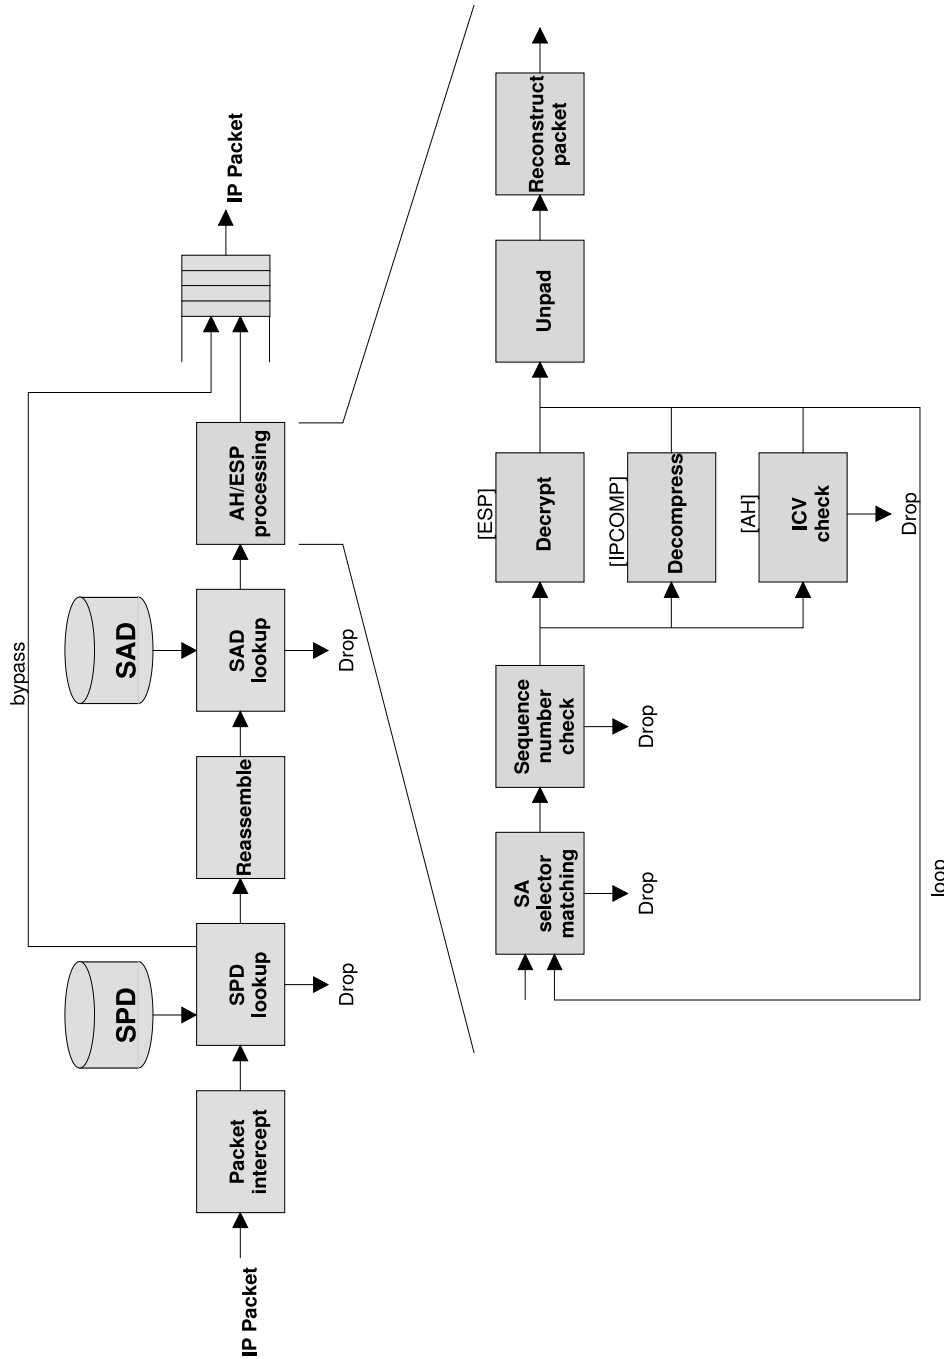 IP Packet
Packet
intercept
SPD
SPD
lookup
Drop
bypass
Reassemble
SAD
SAD
lookup
Drop
AH/ESP
processing
IP Packet
SA
selector
matching
Drop
Sequence
number
check
Drop
[ESP]
Decrypt
[IPCOMP]
Decompress
[AH]
ICV
check
Drop
loop
Unpad
Reconstruct
packet